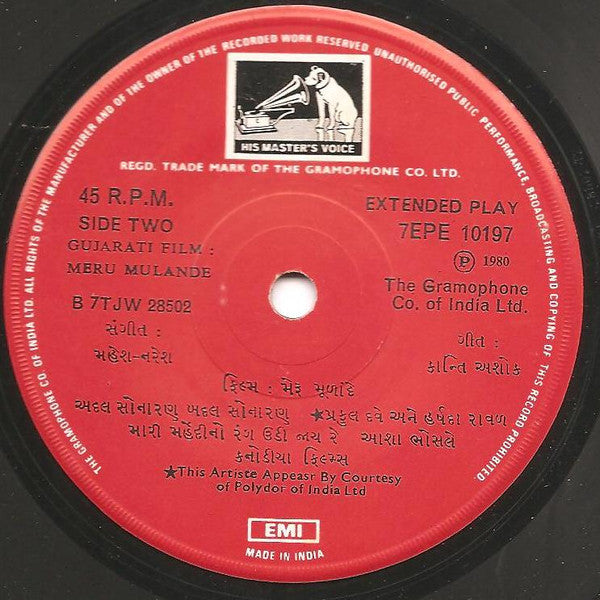 THE GRAMOPHONE CO. OF INDIA LTD. ALL RIGHTS OF THE MANUFACTURER AND OF THE OWNER OF THE RECORDED WORK RESERVED UNAUTHORISED PUBLIC PERFORMANCE, BROADCASTING AND COPYING OF THIS RECORD PROHIBITED.
HIS MASTER'S VOICE
REGD. TRADE MARK OF THE GRAMOPHONE CO. LTD.
45 R.P.M.
SIDE TWO
GUJARATI FILM :
MERU MULANDE
B 7TJW 28502
EXTENDED PLAY
7EPE 10197
Ⓟ 1980
The Gramophone
Co. of India Ltd.
સંગીત :
મહેશ-નરેશ
ગીત :
કાન્તિ અશોક
ફિલ્મ : મેરૂ મૂળાંદે
અદલ સોનારણ ખદલ સોનારણ ★પ્રફુલ દવે અને હર્ષદા રાવળ
મારી મહેંદીનો રંગ ઉડી જાય રે આશા ભોસલે
કનોડીયા ફિલ્મ્સ
★This Artiste Appeasr By Courtesy
of Polydor of India Ltd
EMI
MADE IN INDIA